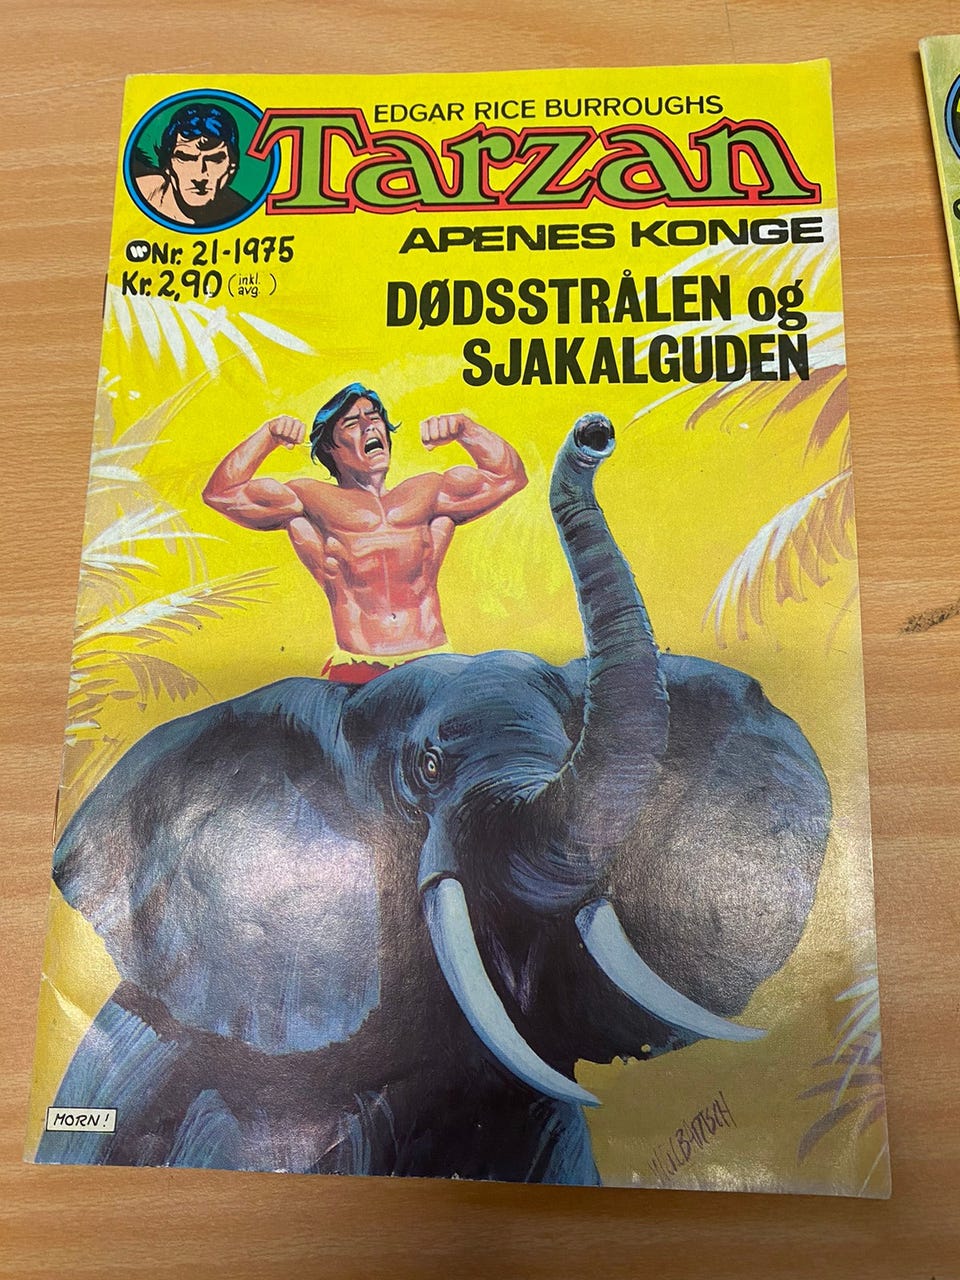 EDGAR RICE BURROUGHS
Tarzan
APENES KONGE
Nr. 21-1975
Kr. 2,90 (inkl. avg.)
DØDSSTRÅLEN og
SJAKALGUDEN
MORN!